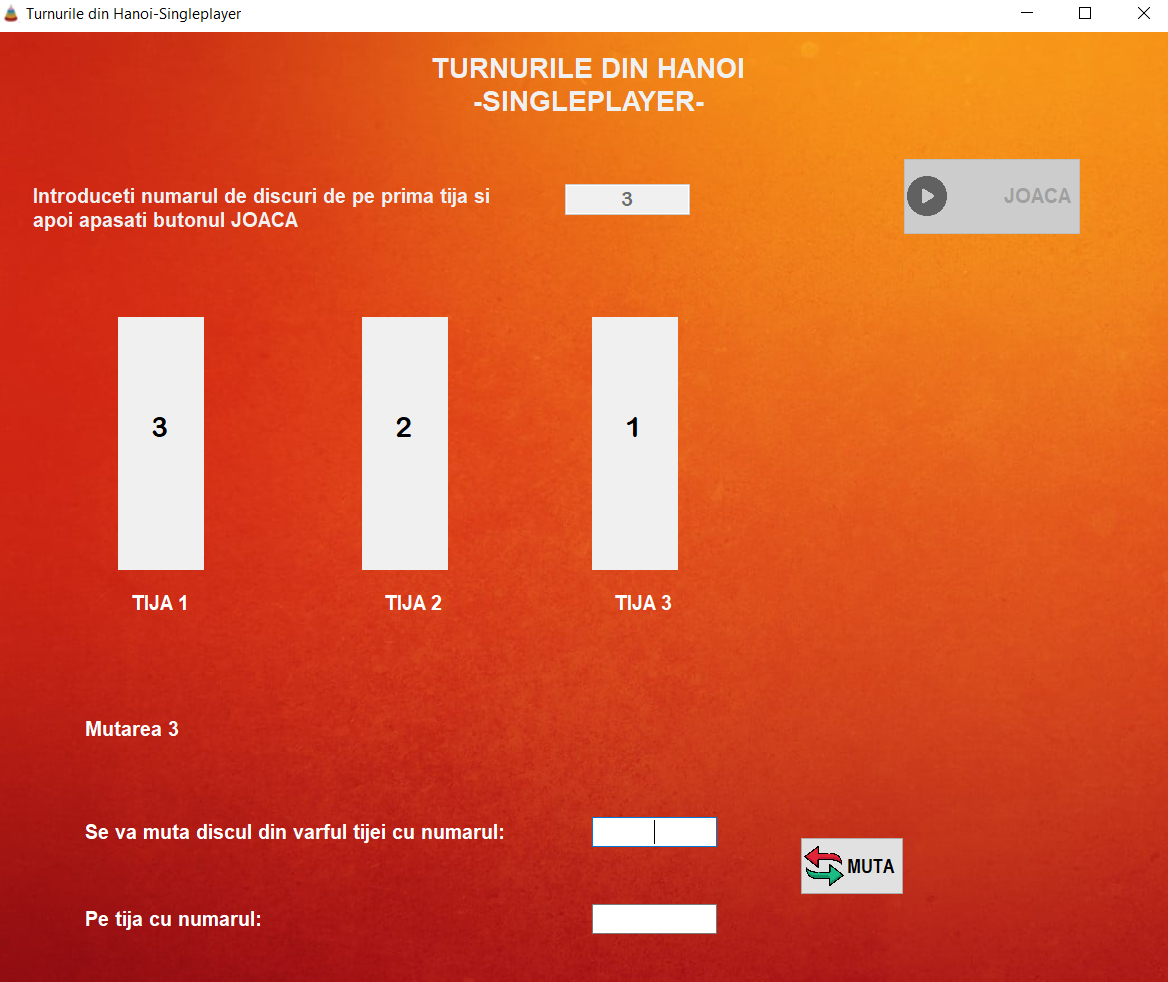 Turnurile din Hanoi-Singleplayer
TURNURILE DIN HANOI
-SINGLEPLAYER-
Introduceti numarul de discuri de pe prima tija si
apoi apasati butonul JOACA
3
JOACA
3
2
1
TIJA 1
TIJA 2
TIJA 3
Mutarea 3
Se va muta discul din varful tijei cu numarul:
MUTA
Pe tija cu numarul: